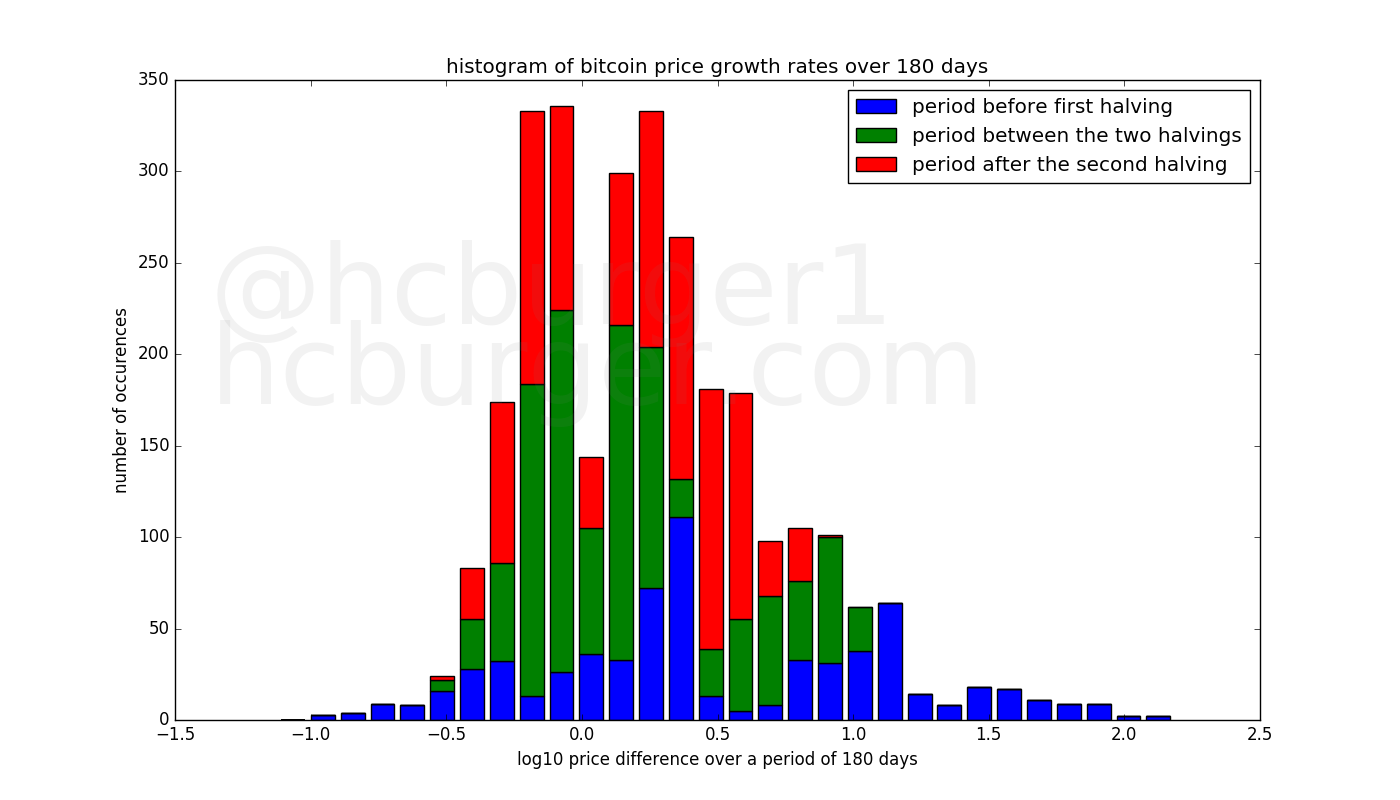 histogram of bitcoin price growth rates over 180 days
350
300
250
200
150
100
50
0
number of occurences
period before first halving
period between the two halvings
period after the second halving
@hcburger1
hcburger.com
−1.5 −1.0 −0.5 0.0 0.5 1.0 1.5 2.0 2.5
log10 price difference over a period of 180 days